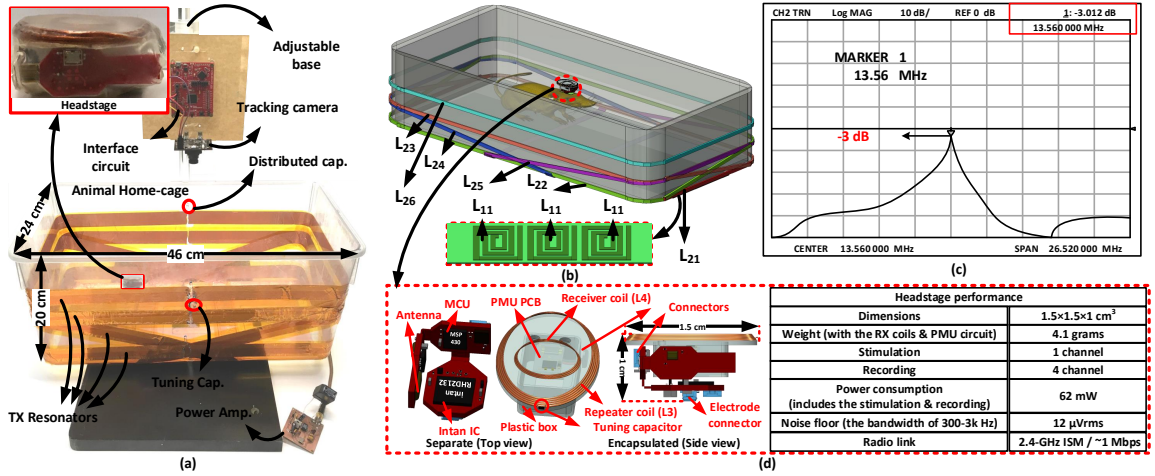 Headstage
Adjustable
base
Tracking camera
Interface
circuit
Distributed cap.
Animal Home-cage
24 cm
46 cm
20 cm
Tuning Cap.
TX Resonators
Power Amp.
(a)
L23
L24
L26
L25
L22
L11
L11
L11
L21
(b)
CH2 TRN
Log MAG
10 dB/
REF 0 dB
1: -3.012 dB
13.560 000 MHz
MARKER 1
13.56 MHz
-3 dB
CENTER 13.560 000 MHz
SPAN 26.520 000 MHz
(c)
Antenna
MCU
MSP
430
intan
RHD2132
Intan IC
Separate (Top view)
PMU PCB
Receiver coil (L4)
Repeater coil (L3)
Tuning capacitor
Plastic box
Connectors
1.5 cm
1 cm
Electrode
connector
Encapsulated (Side view)
Headstage performance
Dimensions 1.5×1.5×1 cm³
Weight (with the RX coils & PMU circuit) 4.1 grams
Stimulation 1 channel
Recording 4 channel
Power consumption
(includes the stimulation & recording) 62 mW
Noise floor (the bandwidth of 300-3k Hz) 12 µVrms
Radio link 2.4-GHz ISM / ~1 Mbps
(d)